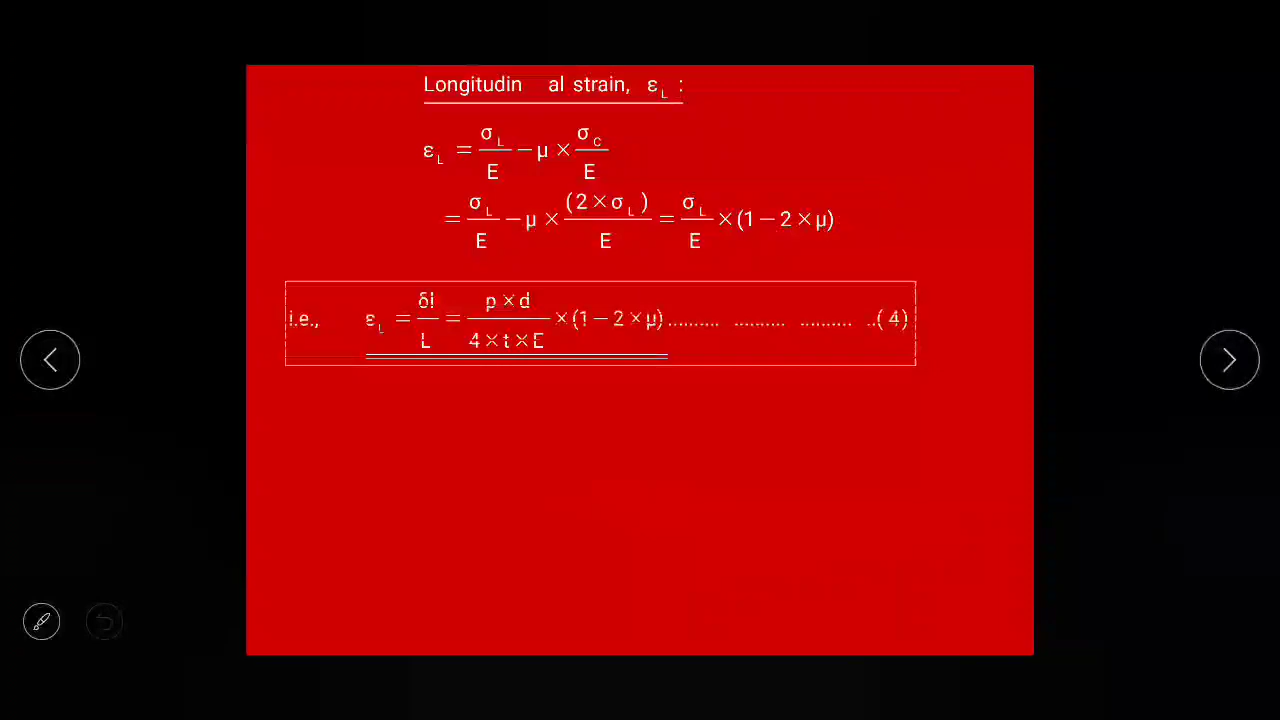 Longitudin al strain, ε_L :
ε_L = σ_L/E − μ × σ_C/E
= σ_L/E − μ × (2 × σ_L)/E = σ_L/E × (1 − 2 × μ)
i.e., ε_L = δl/L = p × d/4 × t × E × (1 − 2 × μ) .......... .......... .......... ..(4)